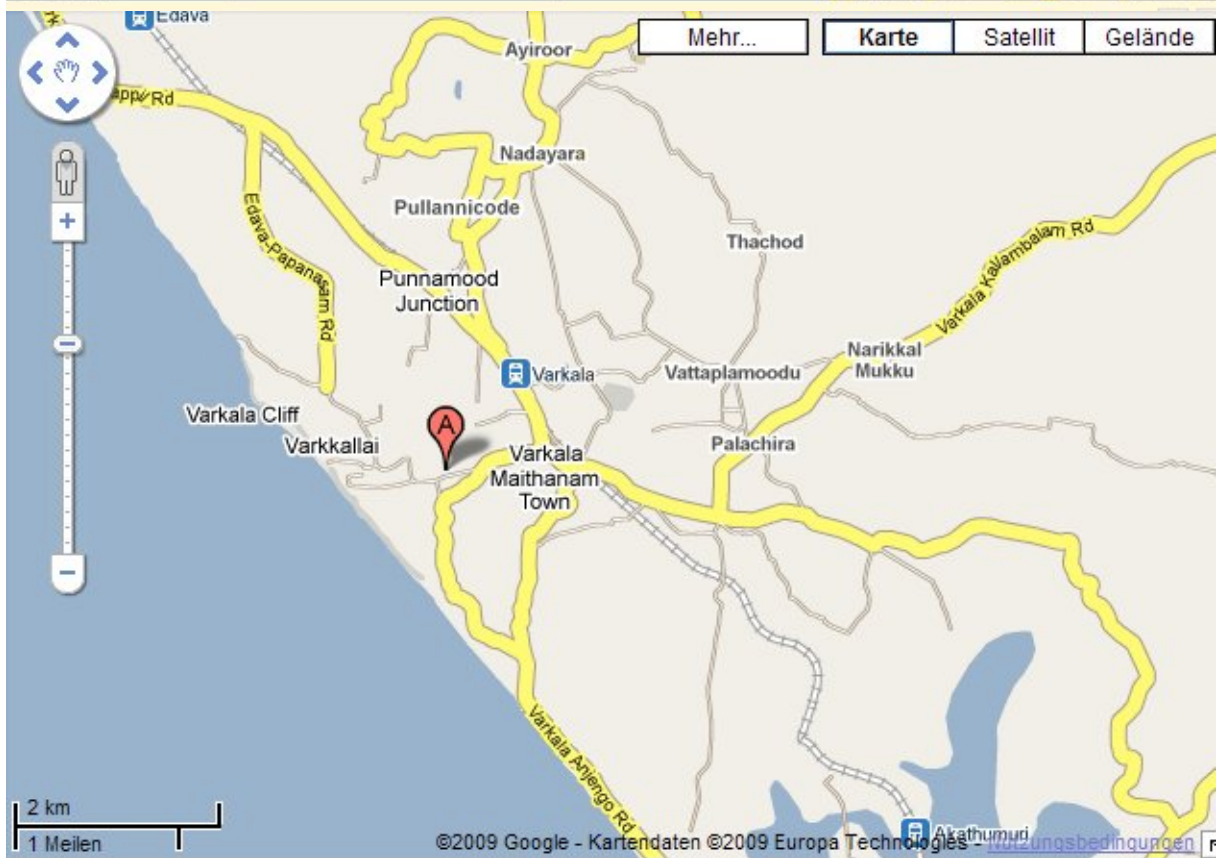 Edava
Mehr...
Karte
Satellit
Gelände
Ayiroor
Rd
Nadayara
Edava-Papanasam Rd
Pullannicode
Thachod
Varkala Kallambalam Rd
Punnamood
Junction
Narikkal
Mukku
Varkala
Vattaplamoodu
Varkala Cliff
A
Varkkallai
Palachira
Varkala
Maithanam
Town
Varkala Anjengo Rd
2 km
1 Meilen
Akathumuri
©2009 Google - Kartendaten ©2009 Europa Technologies - Nutzungsbedingungen